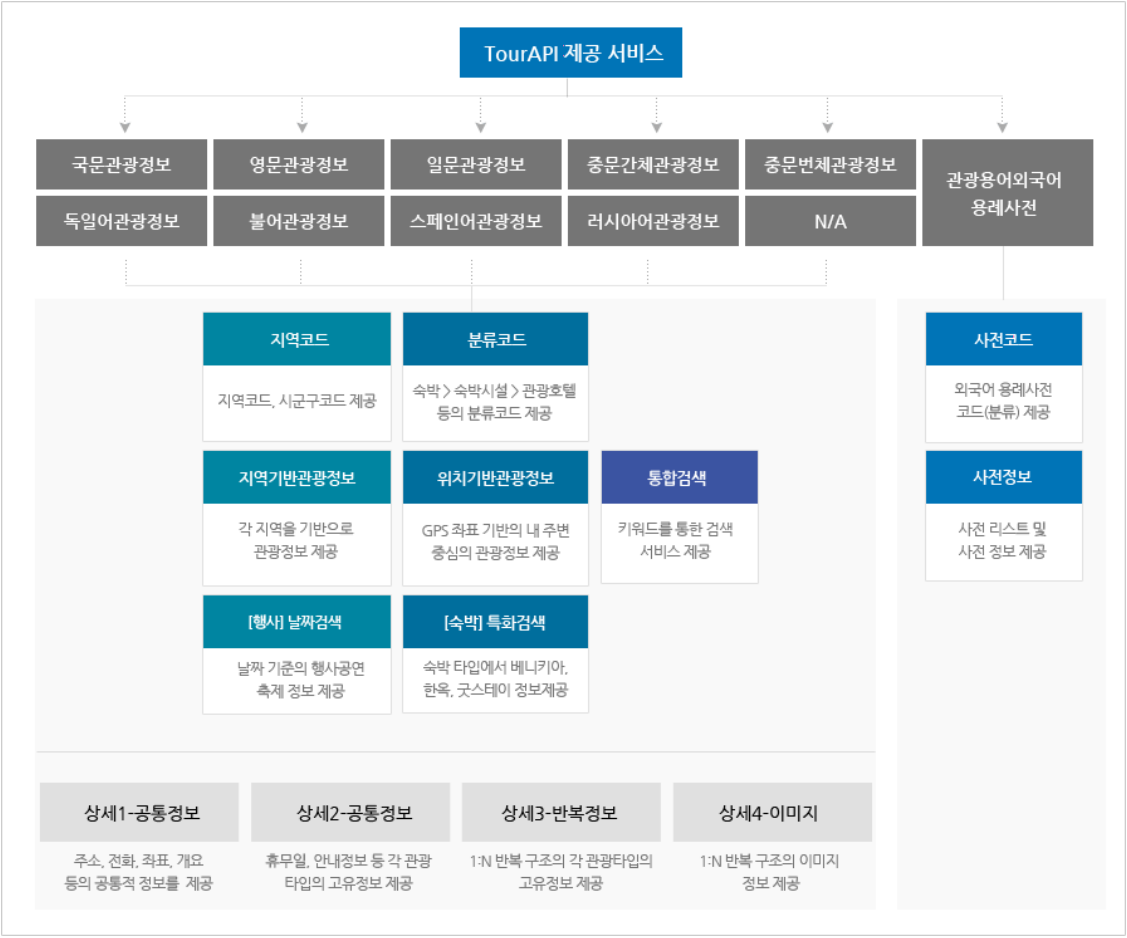 TourAPI 제공 서비스
국문관광정보
영문관광정보
일문관광정보
중문간체관광정보
중문번체관광정보
관광용어외국어
용례사전
독일어관광정보
불어관광정보
스페인어관광정보
러시아어관광정보
N/A
지역코드
지역코드, 시군구코드 제공
분류코드
숙박 > 숙박시설 > 관광호텔
등의 분류코드 제공
사전코드
외국어 용례사전
코드(분류) 제공
지역기반관광정보
각 지역을 기반으로
관광정보 제공
위치기반관광정보
GPS 좌표 기반의 내 주변
중심의 관광정보 제공
통합검색
키워드를 통한 검색
서비스 제공
사전정보
사전 리스트 및
사전 정보 제공
[행사] 날짜검색
날짜 기준의 행사공연
축제 정보 제공
[숙박] 특화검색
숙박 타입에서 베니키아,
한옥, 굿스테이 정보제공
상세1-공통정보
주소, 전화, 좌표, 개요
등의 공통적 정보를 제공
상세2-공통정보
휴무일, 안내정보 등 각 관광
타입의 고유정보 제공
상세3-반복정보
1:N 반복 구조의 각 관광타입의
고유정보 제공
상세4-이미지
1:N 반복 구조의 이미지
정보 제공